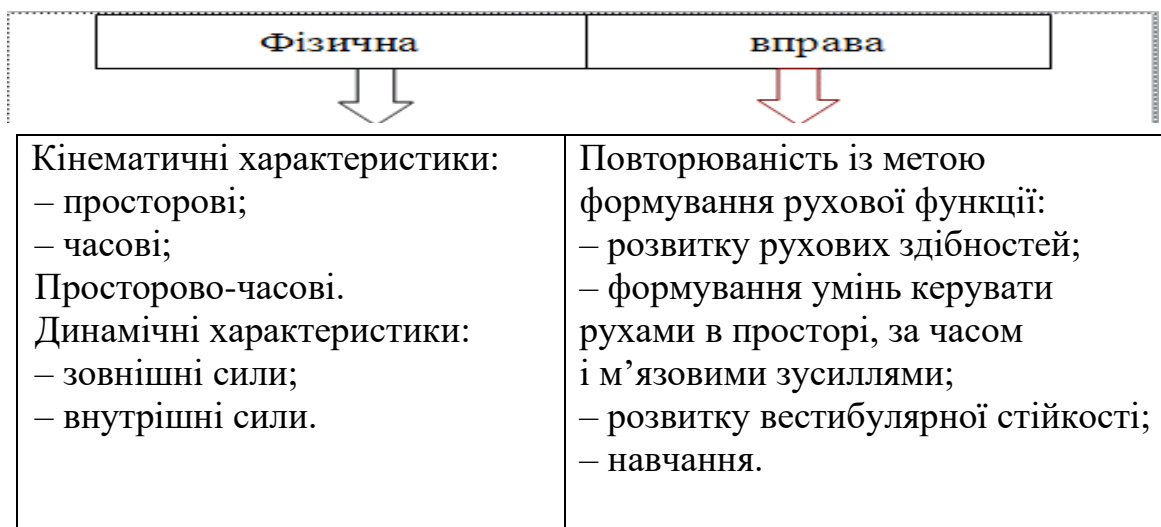 Фізична вправа
Кінематичні характеристики:
– просторові;
– часові;
Просторово-часові.
Динамічні характеристики:
– зовнішні сили;
– внутрішні сили.
Повторюваність із метою
формування рухової функції:
– розвитку рухових здібностей;
– формування умінь керувати
рухами в просторі, за часом
і м’язовими зусиллями;
– розвитку вестибулярної стійкості;
– навчання.